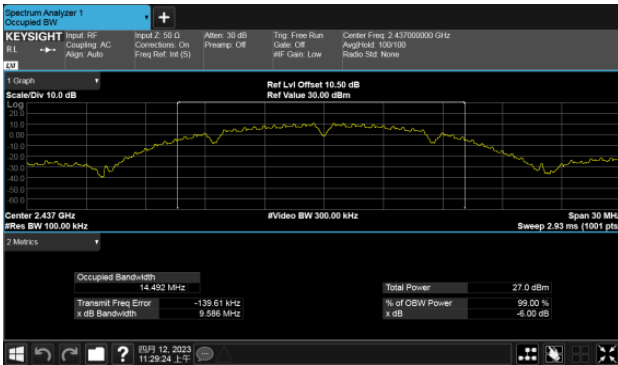 Spectrum Analyzer 1
Occupied BW
KEYSIGHT
R L
LXI
Input: RF
Coupling: AC
Align: Auto
Input Z: 50 Ω
Corrections: On
Freq Ref: Int (S)
Atten: 30 dB
Preamp: Off
Trig: Free Run
Gate: Off
#IF Gain: Low
Center Freq: 2.437000000 GHz
Avg|Hold: 100/100
Radio Std: None
1 Graph
Scale/Div 10.0 dB
Ref Lvl Offset 10.50 dB
Ref Value 30.00 dBm
Log
20.0
10.0
0.00
-10.0
-20.0
-30.0
-40.0
-50.0
-60.0
Center 2.437 GHz
#Res BW 100.00 kHz
#Video BW 300.00 kHz
Span 30 MHz
Sweep 2.93 ms (1001 pts
2 Metrics
Occupied Bandwidth
14.492 MHz
Transmit Freq Error -139.61 kHz
x dB Bandwidth 9.586 MHz
Total Power 27.0 dBm
% of OBW Power 99.00 %
x dB -6.00 dB
?
四月 12, 2023
11:29:24 上午